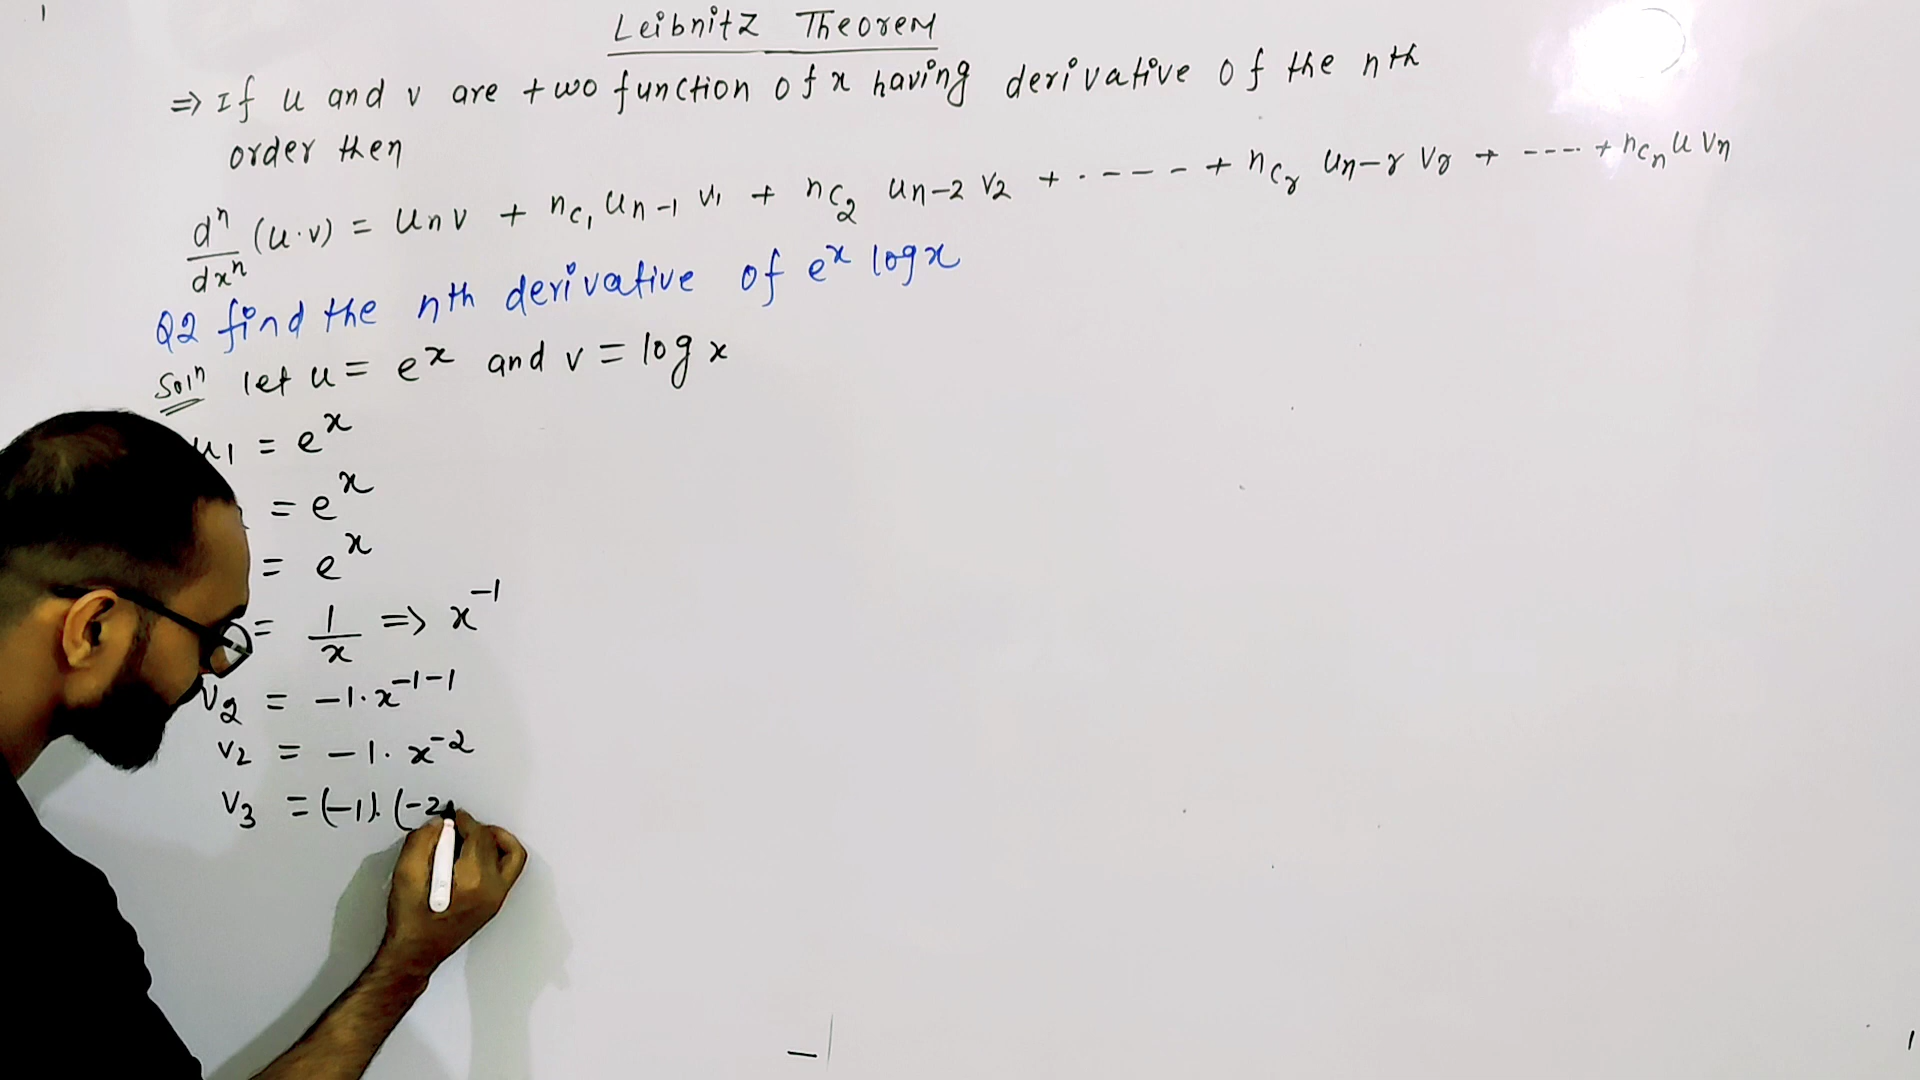 Leibnitz Theorem
⇒ If u and v are two function of x having derivative of the nth
order then
dⁿ/dxⁿ (u·v) = Un V + nc₁ Un-1 V₁ + nc₂ Un-2 V₂ + ----- + ncr Un-r Vr + ---- + ncn U Vn
Q2 find the nth derivative of eˣ logx
Solⁿ let u = eˣ and v = log x
u₁ = eˣ
= eˣ
= eˣ
= 1/x ⇒ x⁻¹
V₂ = -1·x⁻¹⁻¹
V₂ = -1·x⁻²
V₃ = (-1)·(-2